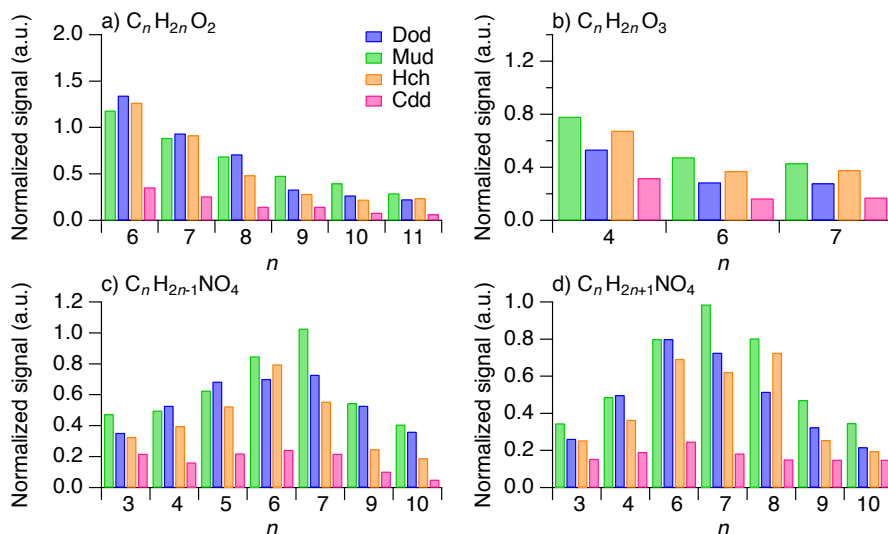 a) CnH2nO2
Normalized signal (a.u.)
2.0
1.5
1.0
0.5
0.0
Dod
Mud
Hch
Cdd
6 7 8 9 10 11
n
b) CnH2nO3
Normalized signal (a.u.)
1.2
0.8
0.4
0.0
4 6 7
n
c) CnH2n-1NO4
Normalized signal (a.u.)
1.2
1.0
0.8
0.6
0.4
0.2
0.0
3 4 5 6 7 9 10
n
d) CnH2n+1NO4
Normalized signal (a.u.)
1.0
0.8
0.6
0.4
0.2
0.0
3 4 6 7 8 9 10
n